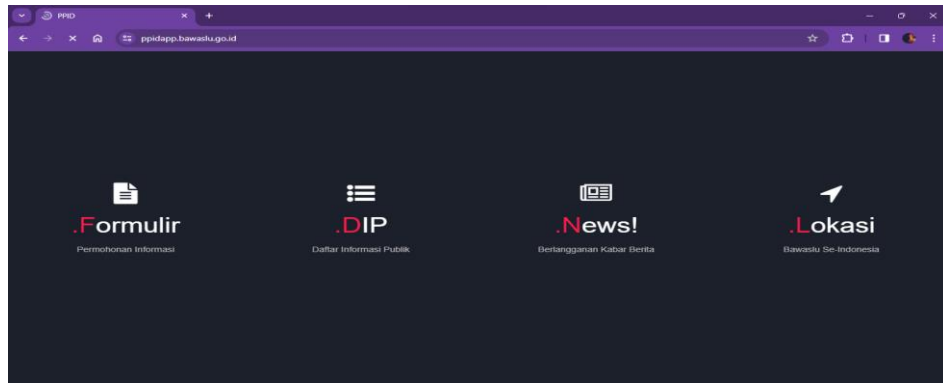 PPID
ppidapp.bawaslu.go.id
.Formulir
Permohonan Informasi
.DIP
Daftar Informasi Publik
.News!
Berlangganan Kabar Berita
.Lokasi
Bawaslu Se-Indonesia